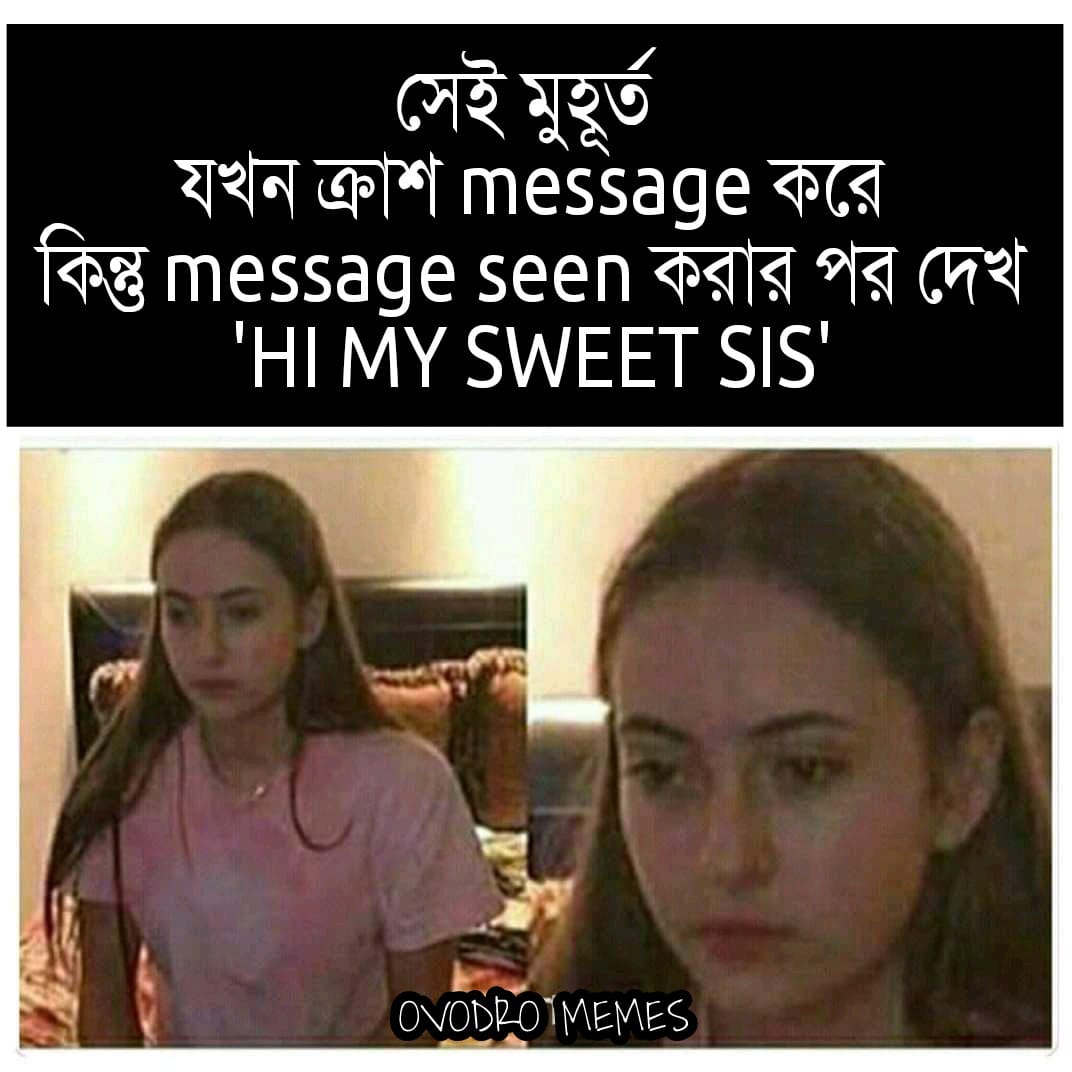 সেই মুহূর্ত
যখন ক্রাশ message করে
কিন্তু message seen করার পর দেখ
'HI MY SWEET SIS'
OVODRO MEMES